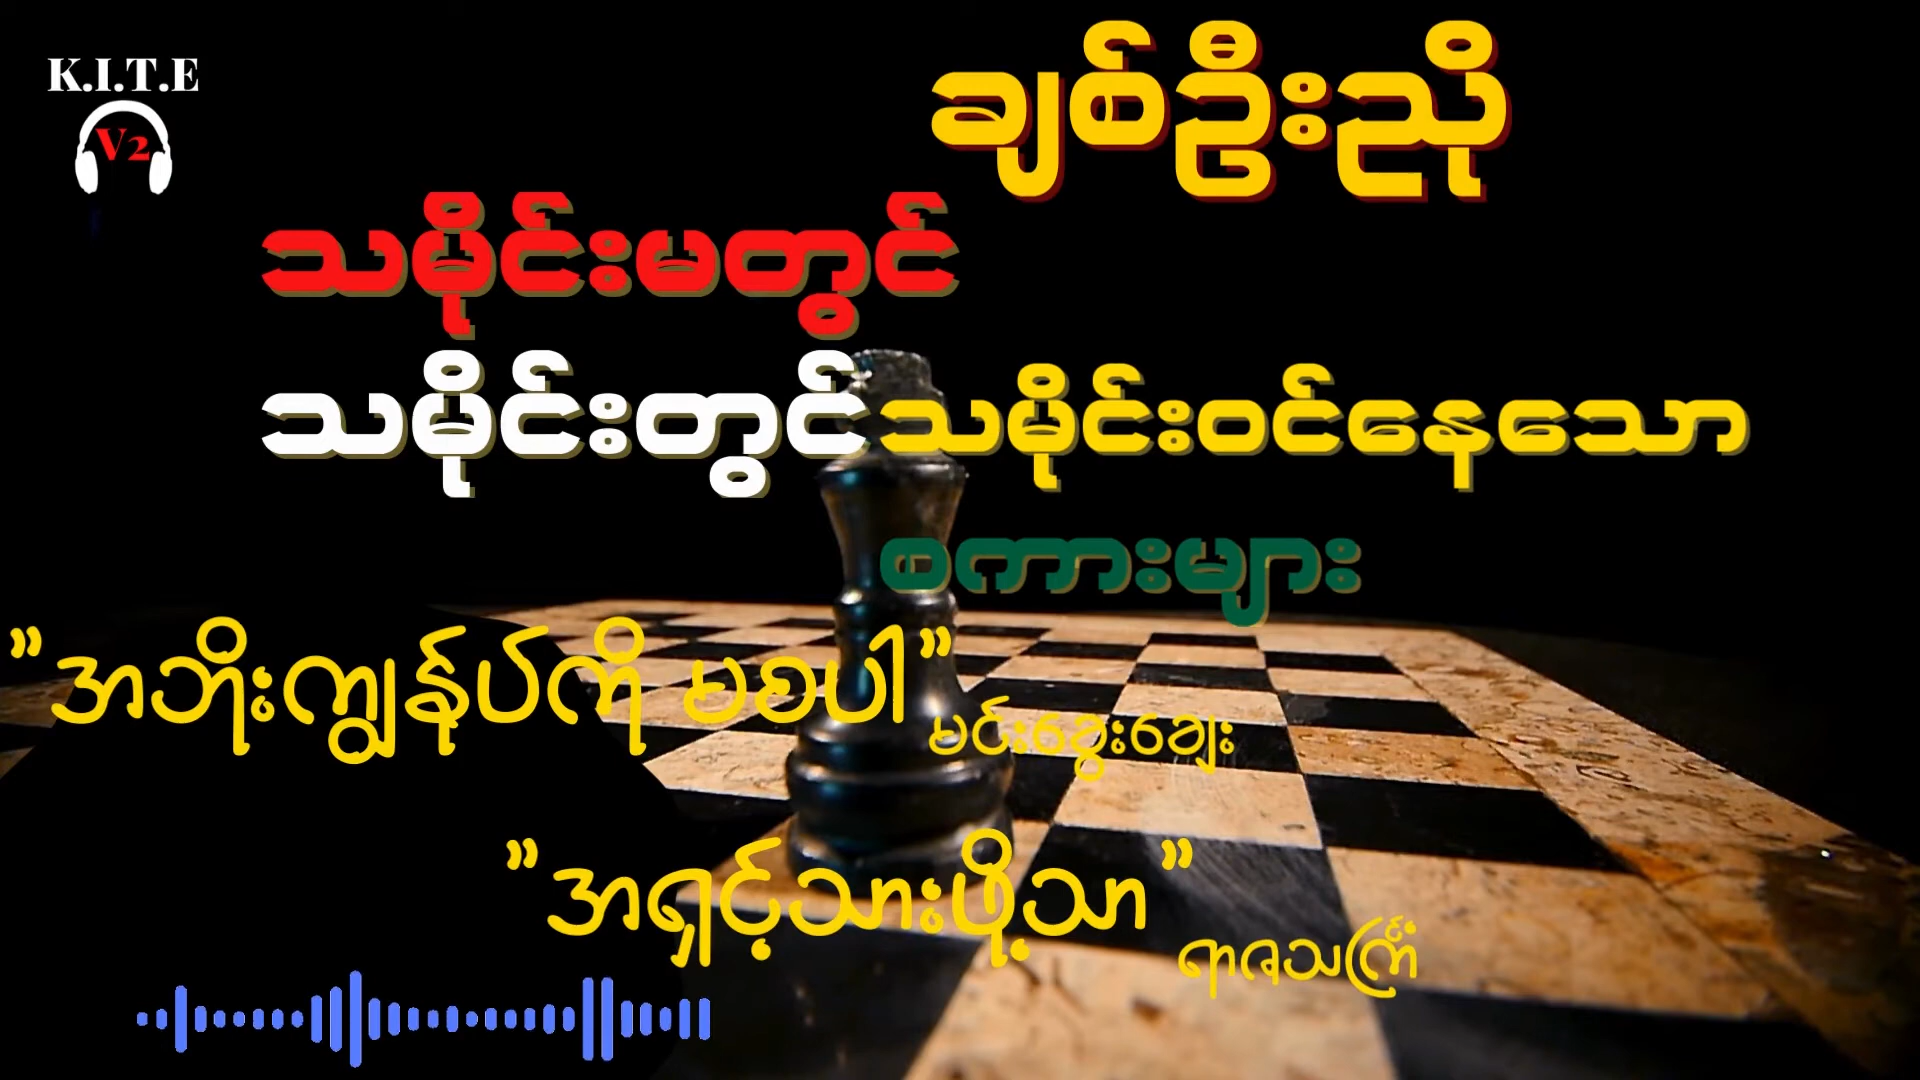 K.I.T.E
V2
ချစ်ဦးညို
သမိုင်းမတွင်
သမိုင်းတွင် သမိုင်းဝင်နေသော
စကားများ
"အဘိုးကျွန်ုပ်ကို မစပါ"
မင်းခွေးချေး
"အရှင့်သားဖို့သာ"
ရာဇသင်္ကြံ